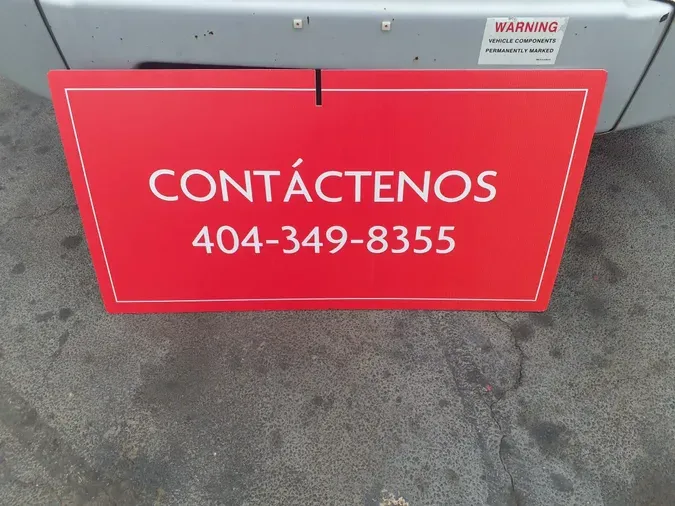 WARNING
VEHICLE COMPONENTS
PERMANENTLY MARKED
CONTÁCTENOS
404-349-8355